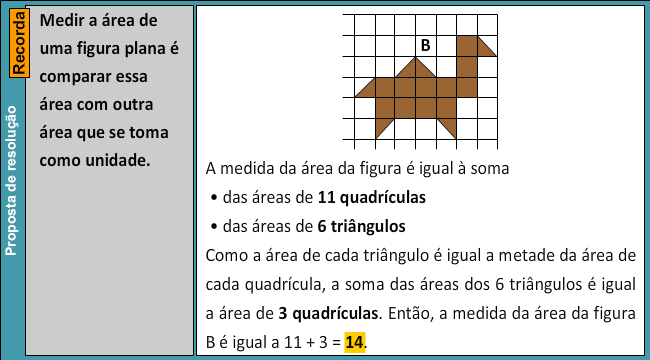 Proposta de resolução
Recorda
Medir a área de
uma figura plana é
comparar essa
área com outra
área que se toma
como unidade.
B
A medida da área da figura é igual à soma
• das áreas de 11 quadrículas
• das áreas de 6 triângulos
Como a área de cada triângulo é igual a metade da área de
cada quadrícula, a soma das áreas dos 6 triângulos é igual
a área de 3 quadrículas. Então, a medida da área da figura
B é igual a 11 + 3 = 14.